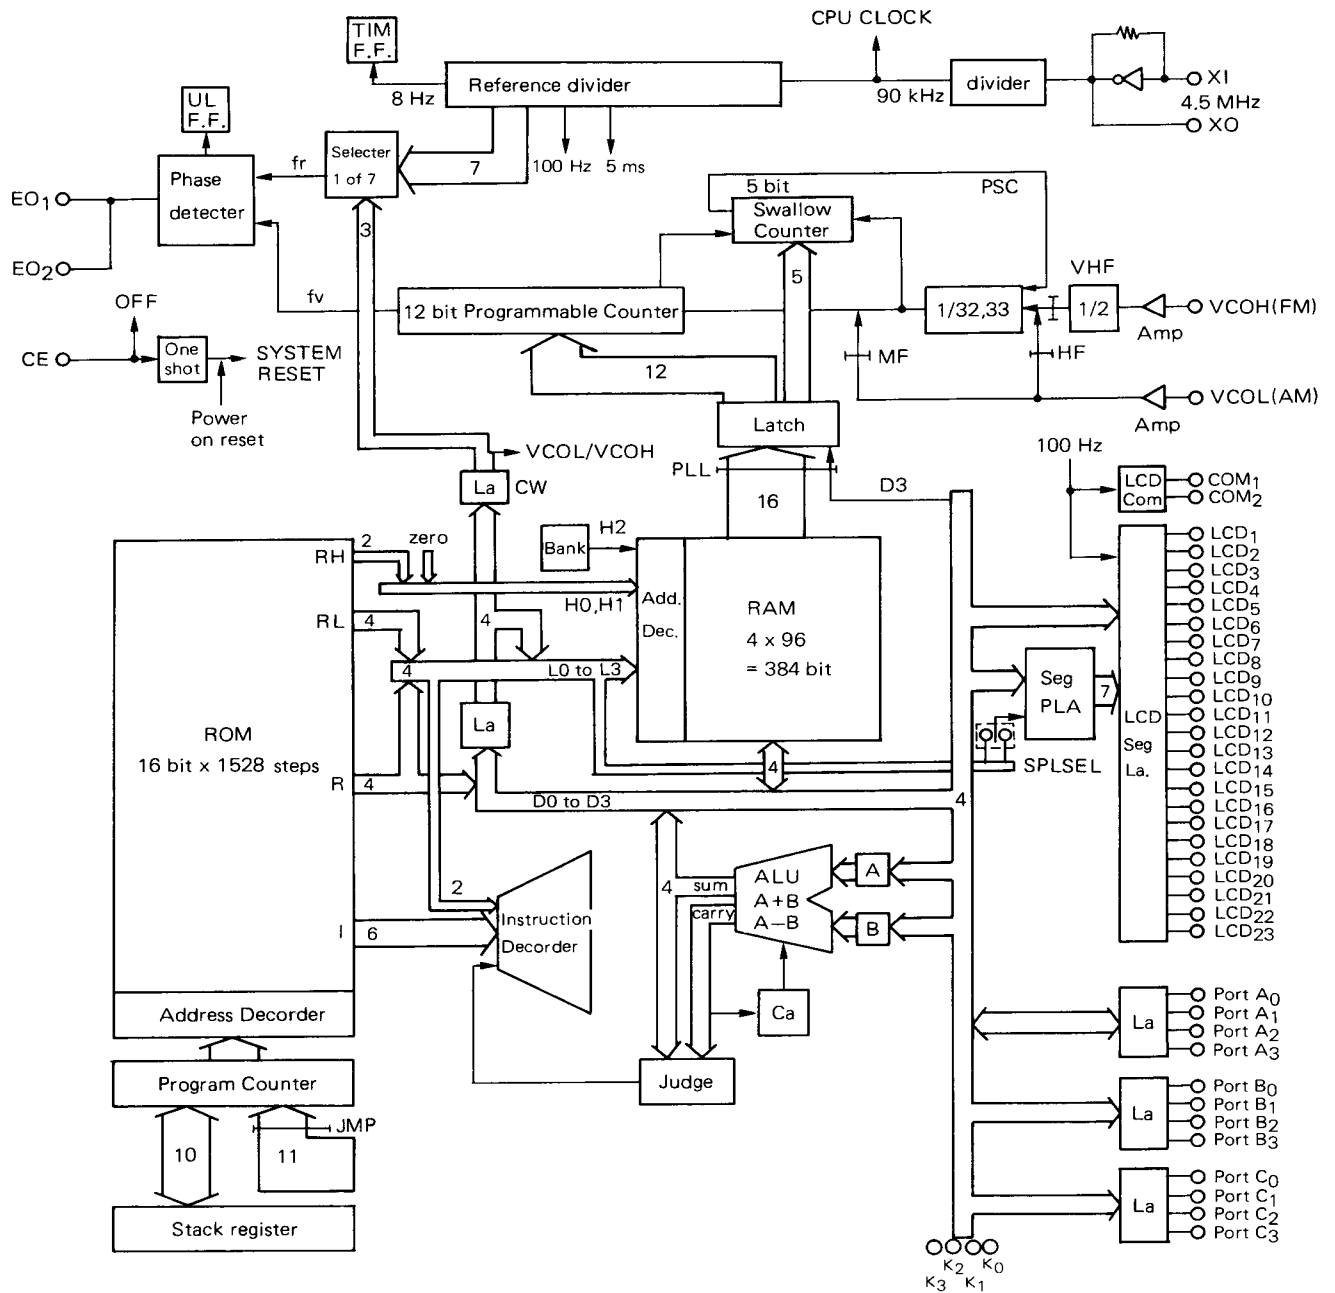 CPU CLOCK
TIM
F.F.
8 Hz
Reference divider
90 kHz
divider
XI
4.5 MHz
XO
UL
F.F.
fr
Selecter
1 of 7
7
100 Hz
5 ms
Phase
detecter
EO1
EO2
3
5 bit
PSC
Swallow
Counter
5
VHF
fv
12 bit Programmable Counter
1/32,33
1/2
Amp
VCOH(FM)
OFF
CE
One
shot
SYSTEM
RESET
Power
on reset
12
MF
HF
Amp
VCOL(AM)
Latch
VCOL/VCOH
PLL
16
D3
100 Hz
La
CW
LCD
Com
COM1
COM2
Bank
H2
2
zero
RH
H0,H1
RL
4
4
4
L0 to L3
Add.
Dec.
RAM
4 x 96
= 384 bit
La
ROM
16 bit x 1528 steps
R
4
D0 to D3
4
4
Seg
PLA
7
SPLSEL
LCD
Seg
La.
LCD1
LCD2
LCD3
LCD4
LCD5
LCD6
LCD7
LCD8
LCD9
LCD10
LCD11
LCD12
LCD13
LCD14
LCD15
LCD16
LCD17
LCD18
LCD19
LCD20
LCD21
LCD22
LCD23
2
I
6
Instruction
Decorder
4
sum
carry
ALU
A+B
A−B
A
B
Ca
Judge
Address Decorder
Program Counter
JMP
10
11
Stack register
La
Port A0
Port A1
Port A2
Port A3
La
Port B0
Port B1
Port B2
Port B3
La
Port C0
Port C1
Port C2
Port C3
K3
K2
K1
K0